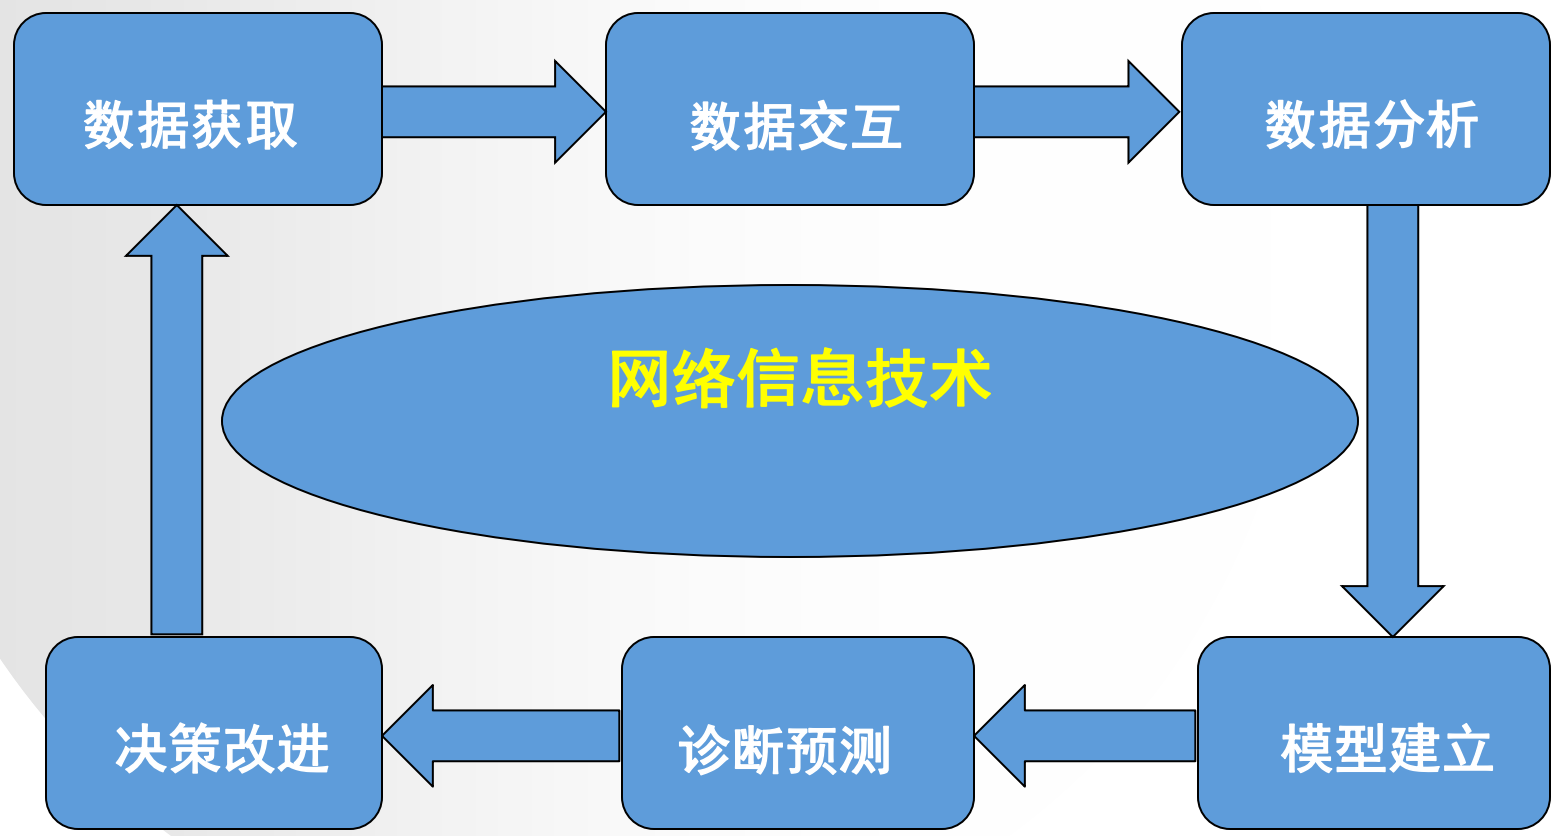 数据获取
数据交互
数据分析
网络信息技术
决策改进
诊断预测
模型建立